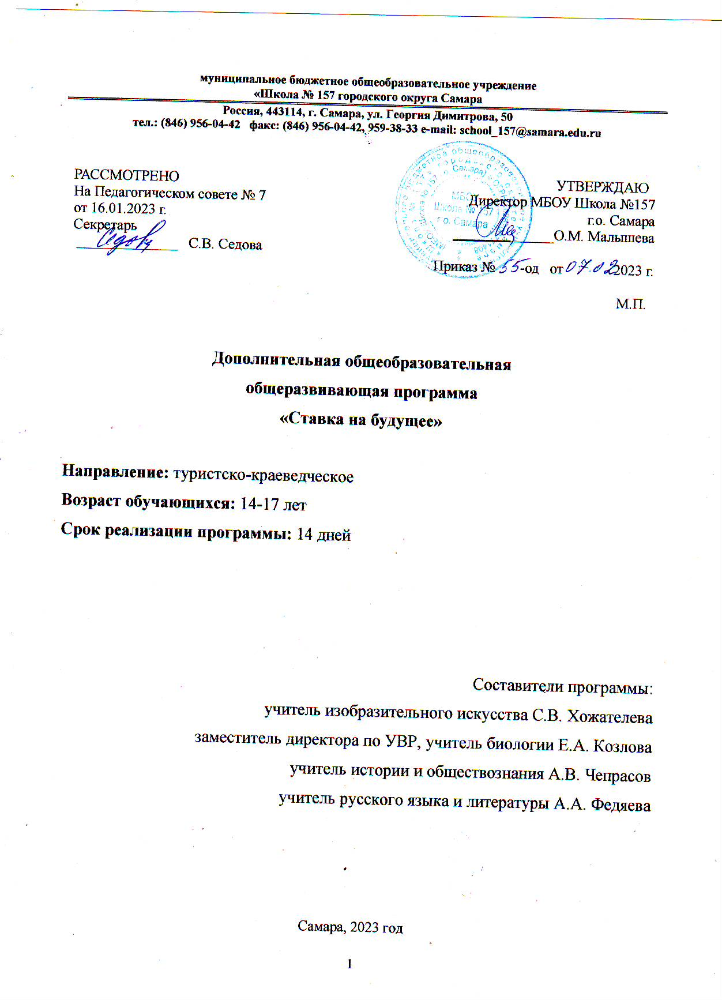 муниципальное бюджетное общеобразовательное учреждение
«Школа № 157 городского округа Самара
Россия, 443114, г. Самара, ул. Георгия Димитрова, 50
тел.: (846) 956-04-42 факс: (846) 956-04-42, 959-38-33 e-mail: school_157@samara.edu.ru
РАССМОТРЕНО
На Педагогическом совете № 7
от 16.01.2023 г.
Секретарь
С.В. Седова
УТВЕРЖДАЮ
Директор МБОУ Школа №157
г.о. Самара
О.М. Малышева
Приказ № 55-од от 07.02.2023 г.
М.П.
МБОУ
Школа № 157
г.о. Самара
Дополнительная общеобразовательная
общеразвивающая программа
«Ставка на будущее»
Направление: туристско-краеведческое
Возраст обучающихся: 14-17 лет
Срок реализации программы: 14 дней
Составители программы:
учитель изобразительного искусства С.В. Хожателева
заместитель директора по УВР, учитель биологии Е.А. Козлова
учитель истории и обществознания А.В. Чепрасов
учитель русского языка и литературы А.А. Федяева
Самара, 2023 год
1